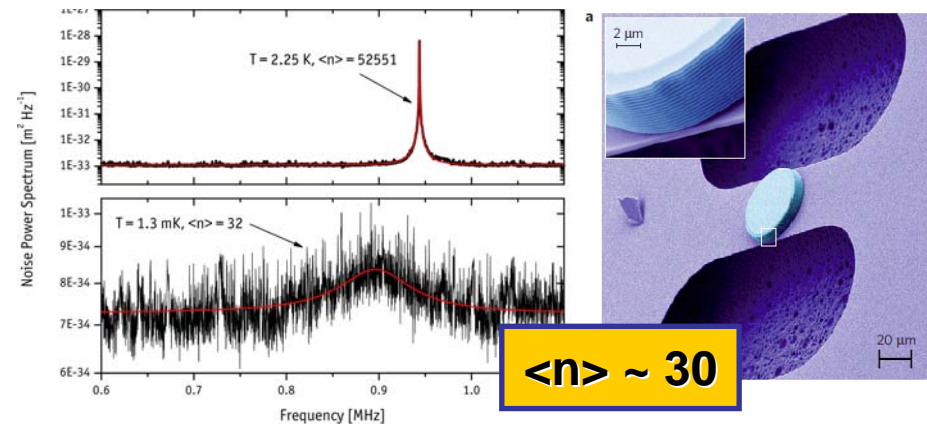 1E-27
1E-28
1E-29
1E-30
1E-31
1E-32
1E-33
T = 2.25 K, <n> = 52551
Noise Power Spectrum [m² Hz⁻¹]
1E-33
9E-34
8E-34
7E-34
6E-34
T = 1.3 mK, <n> = 32
0.6 0.7 0.8 0.9 1.0
Frequency [MHz]
a
2 µm
20 µm
<n> ~ 30